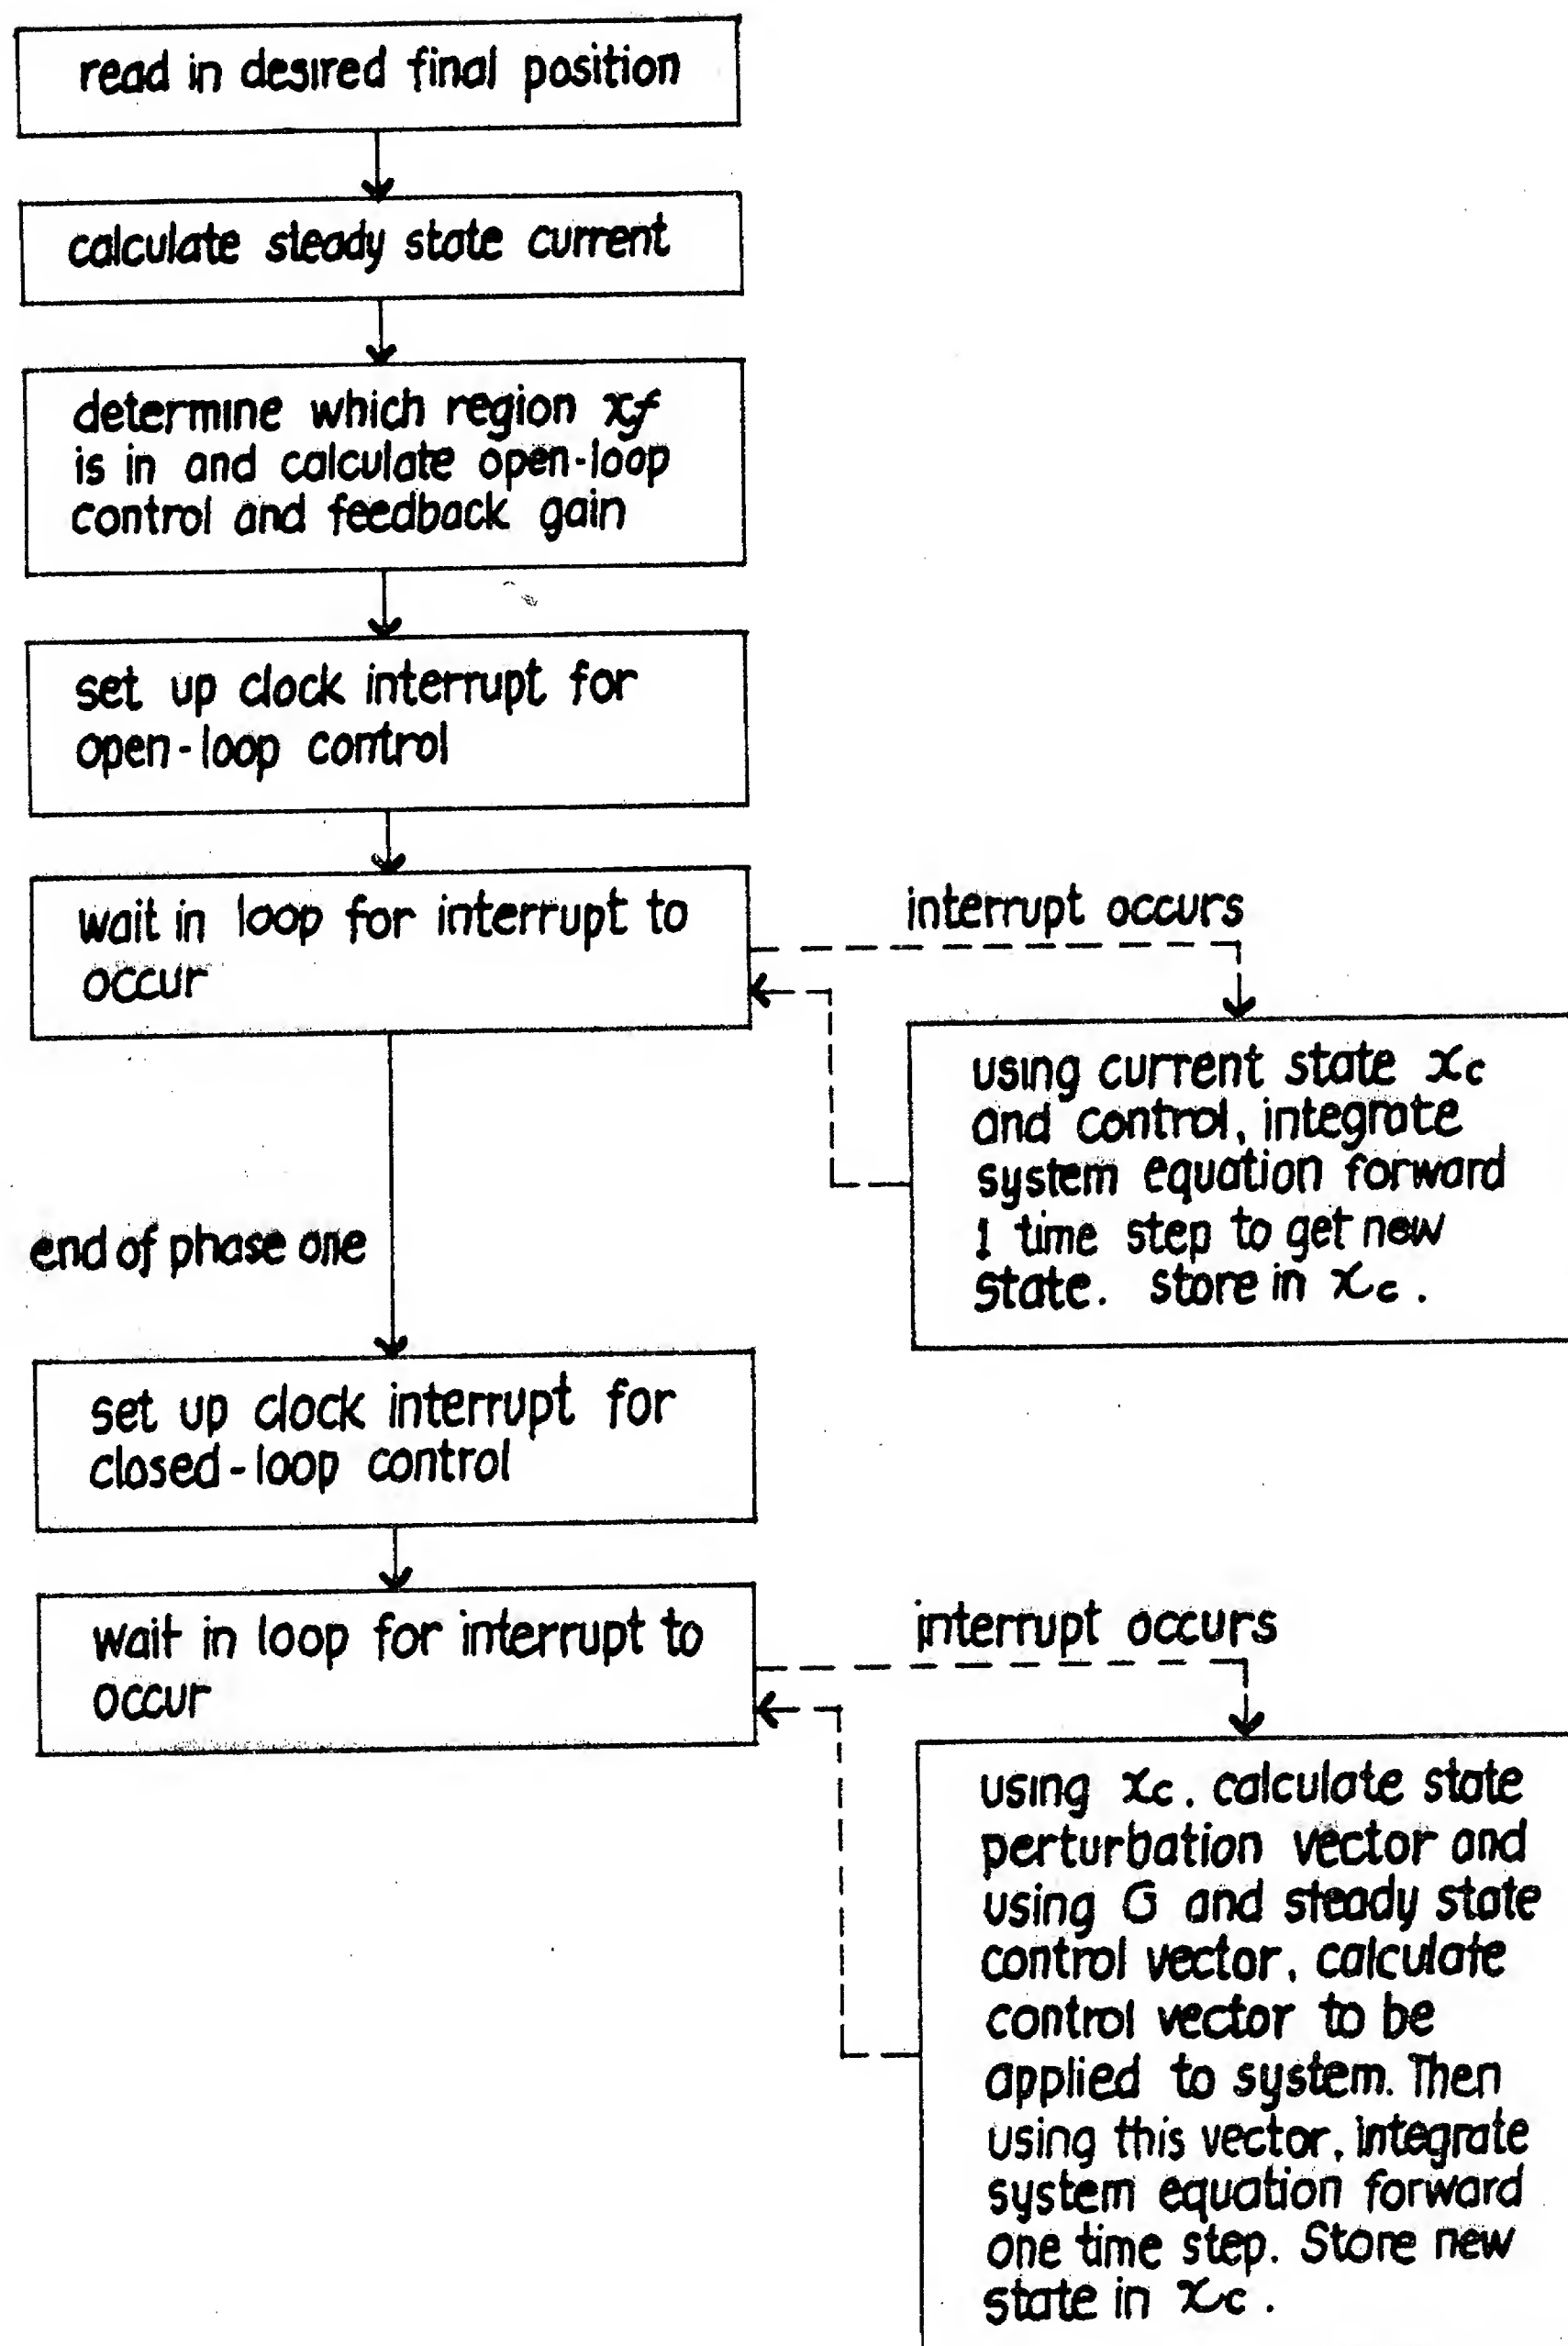 read in desired final position
calculate steady state current
determine which region xf
is in and calculate open-loop
control and feedback gain
set up clock interrupt for
open-loop control
wait in loop for interrupt to
occur
interrupt occurs
using current state xc
and control, integrate
system equation forward
1 time step to get new
state. store in xc.
end of phase one
set up clock interrupt for
closed-loop control
wait in loop for interrupt to
occur
interrupt occurs
using xc, calculate state
perturbation vector and
using G and steady state
control vector, calculate
control vector to be
applied to system. Then
using this vector, integrate
system equation forward
one time step. Store new
state in xc.